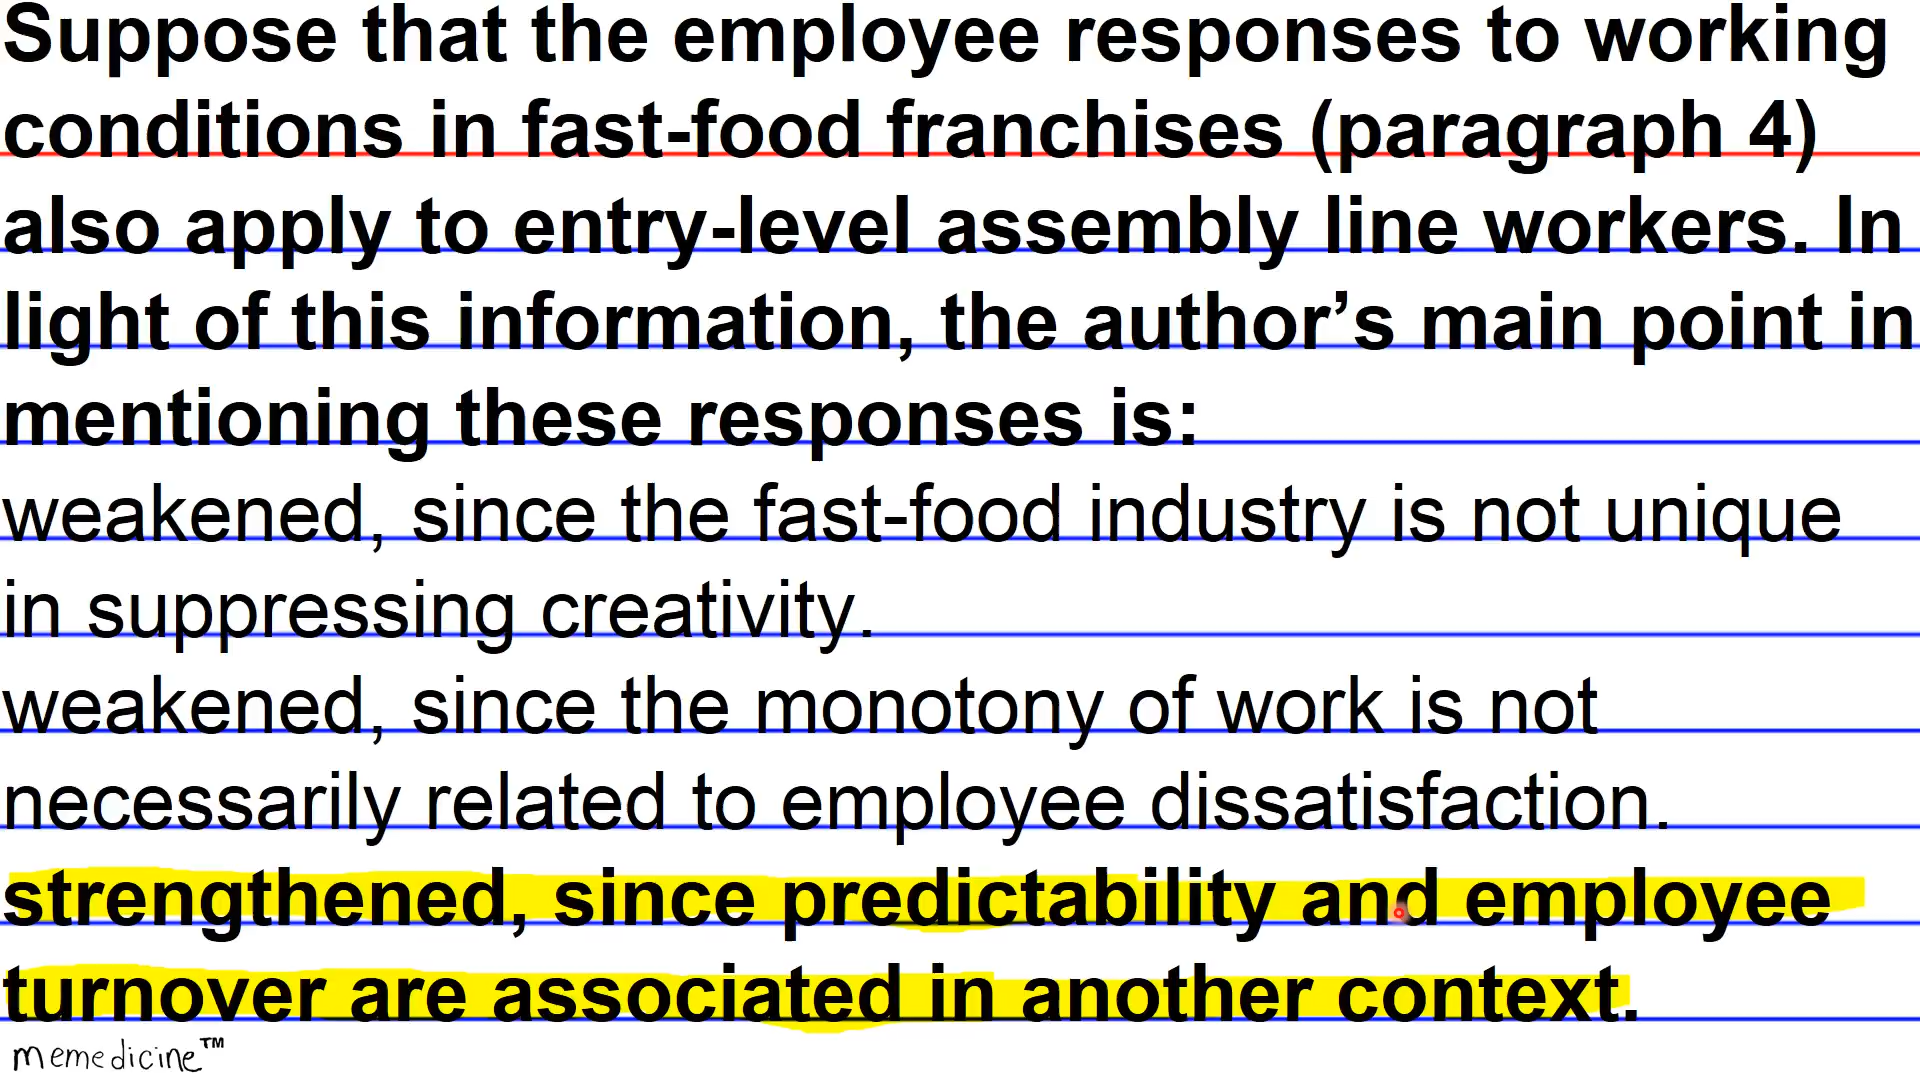 Suppose that the employee responses to working
conditions in fast-food franchises (paragraph 4)
also apply to entry-level assembly line workers. In
light of this information, the author’s main point in
mentioning these responses is:
weakened, since the fast-food industry is not unique
in suppressing creativity.
weakened, since the monotony of work is not
necessarily related to employee dissatisfaction.
strengthened, since predictability and employee
turnover are associated in another context.
memedicine™